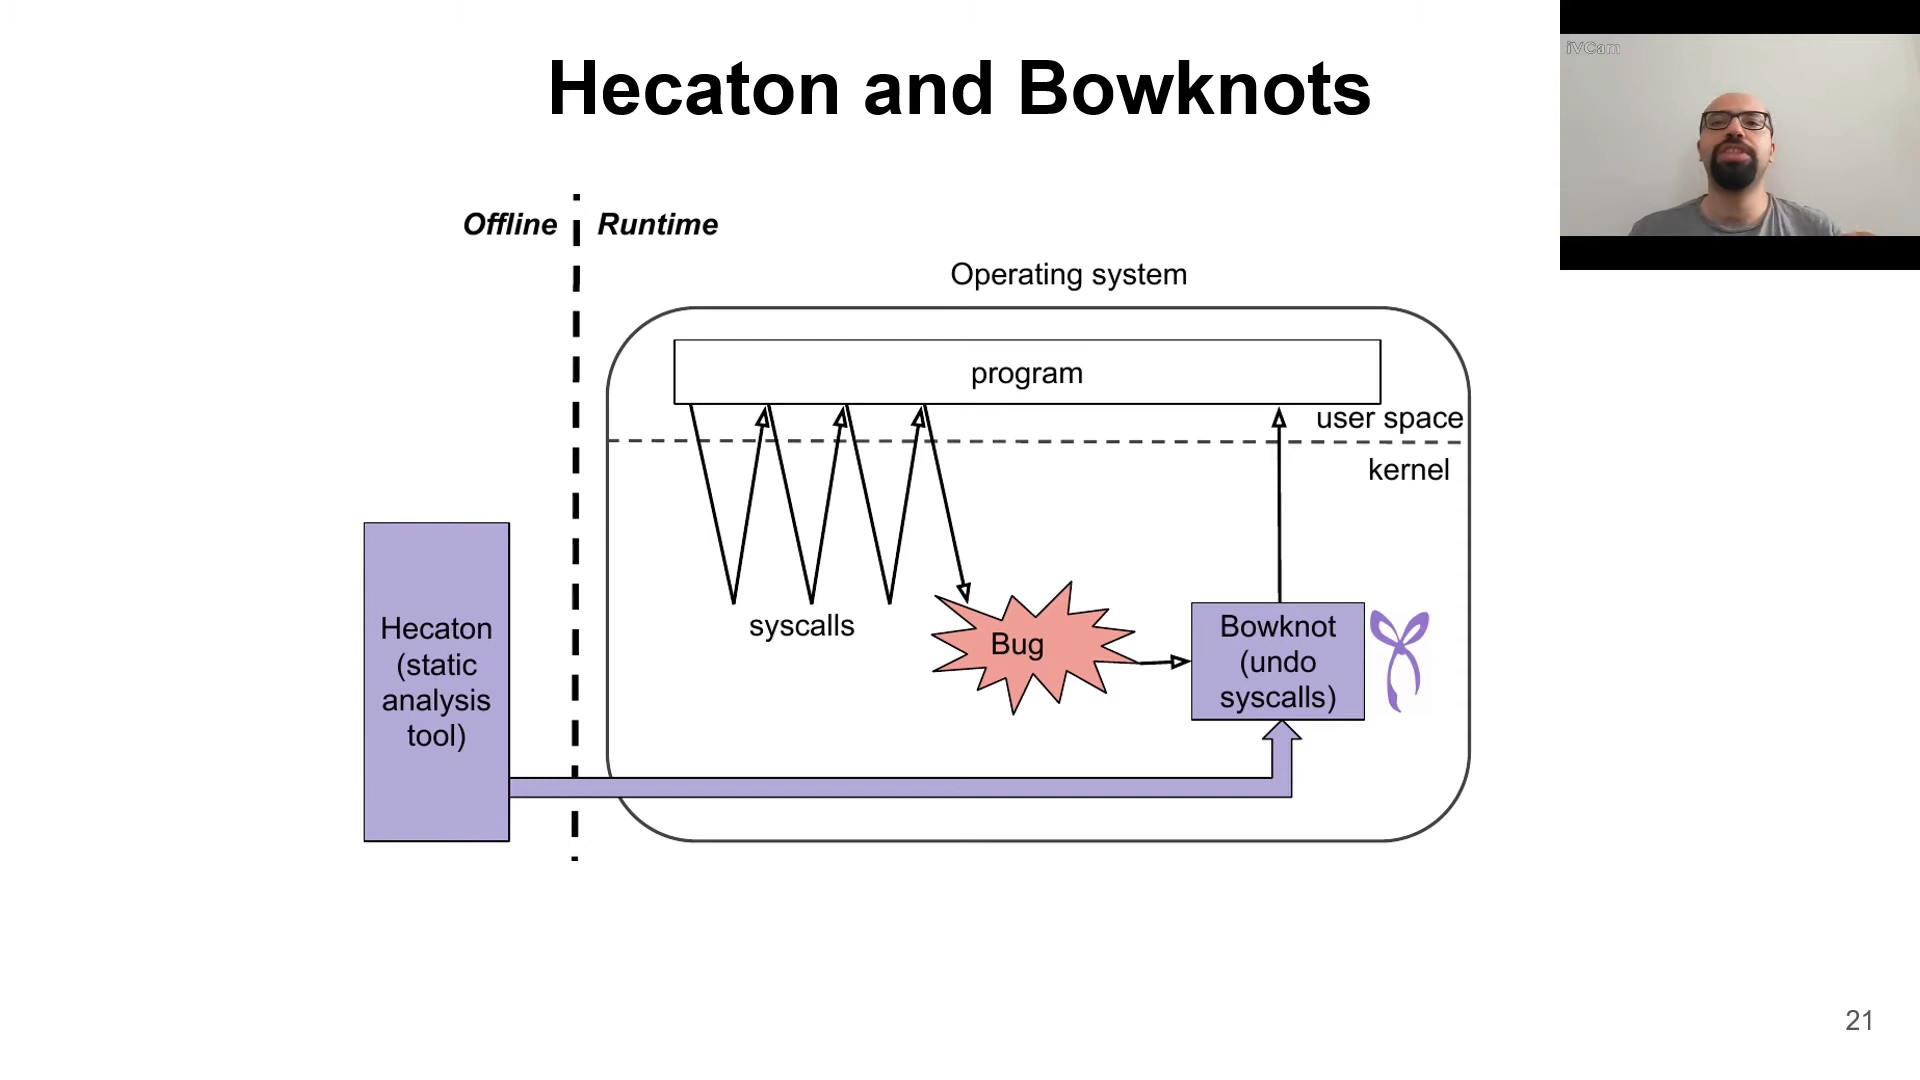 Hecaton and Bowknots
iVCam
Offline
Runtime
Operating system
program
user space
kernel
syscalls
Bug
Hecaton
(static
analysis
tool)
Bowknot
(undo
syscalls)
21